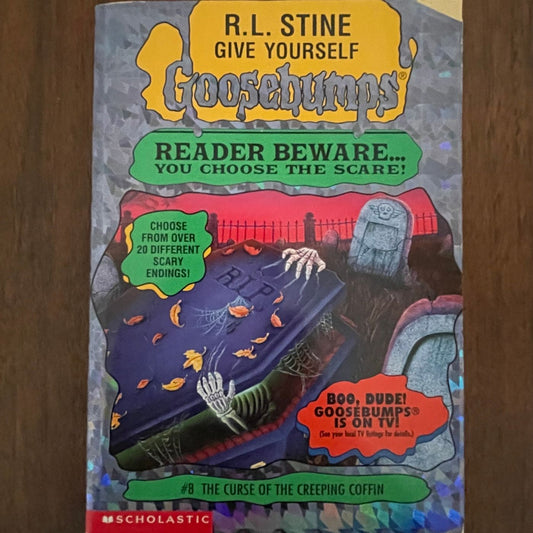 R.L. STINE
GIVE YOURSELF
GOOSEBUMPS®
READER BEWARE...
YOU CHOOSE THE SCARE!
CHOOSE
FROM OVER
20 DIFFERENT
SCARY
ENDINGS!
R.I.P.
BOO, DUDE!
GOOSEBUMPS®
IS ON TV!
(See your local TV listings for details.)
#8 THE CURSE OF THE CREEPING COFFIN
SCHOLASTIC